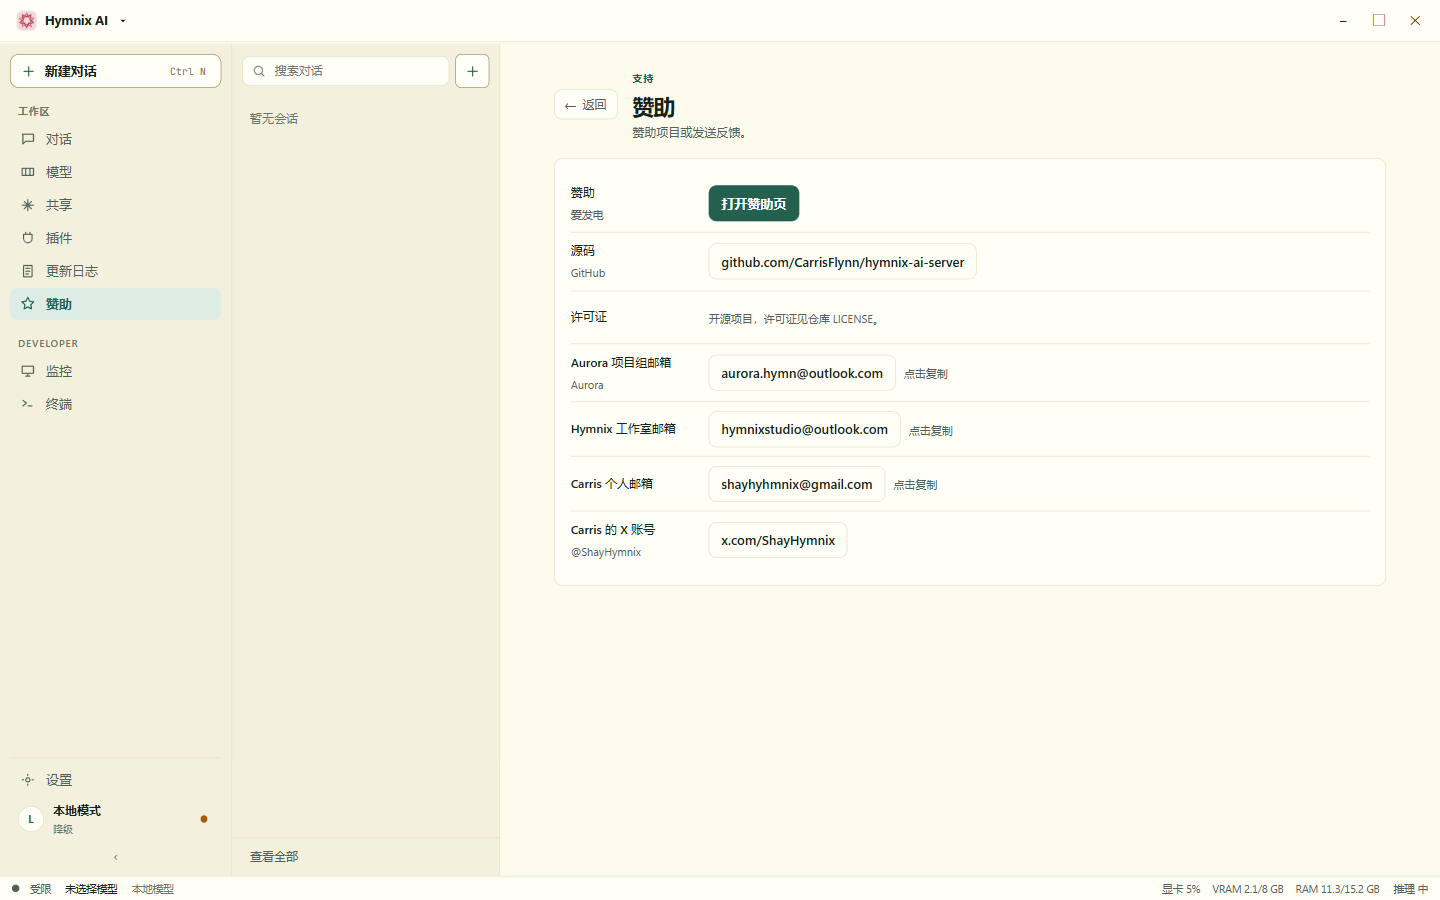 Hymnix AI
新建对话 Ctrl N
工作区
对话
模型
共享
插件
更新日志
赞助
DEVELOPER
监控
终端
设置
L
本地模式
降级
搜索对话
暂无会话
查看全部
← 返回
支持
赞助
赞助项目或发送反馈。
赞助
爱发电
打开赞助页
源码
GitHub
github.com/CarrisFlynn/hymnix-ai-server
许可证
开源项目，许可证见仓库 LICENSE。
Aurora 项目组邮箱
Aurora
aurora.hymn@outlook.com 点击复制
Hymnix 工作室邮箱
hymnixstudio@outlook.com 点击复制
Carris 个人邮箱
shayhyhmnix@gmail.com 点击复制
Carris 的 X 账号
@ShayHymnix
x.com/ShayHymnix
受限 未选择模型 本地模型
显卡 5% VRAM 2.1/8 GB RAM 11.3/15.2 GB 推理 中